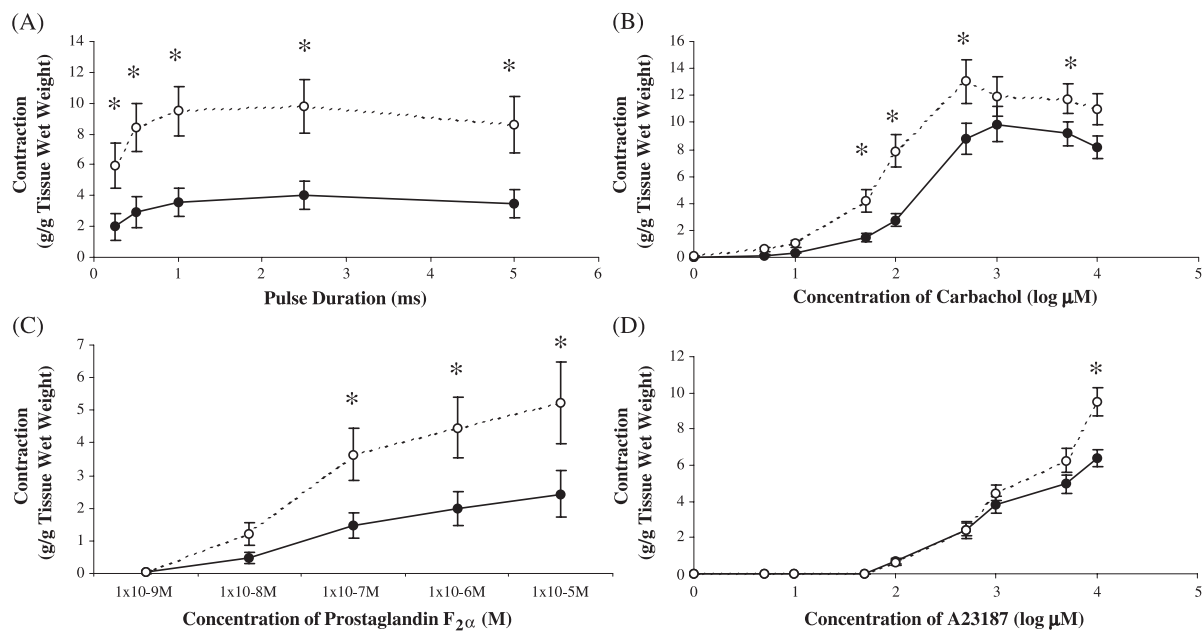 (A)
14
12
10
8
6
4
2
0
Contraction
(g/g Tissue Wet Weight)
* * * * *
0 1 2 3 4 5 6
Pulse Duration (ms)
(B)
16
14
12
10
8
6
4
2
0
Contraction
(g/g Tissue Wet Weight)
* * * *
0 1 2 3 4 5
Concentration of Carbachol (log µM)
(C)
7
6
5
4
3
2
1
0
Contraction
(g/g Tissue Wet Weight)
* * *
1x10-9M 1x10-8M 1x10-7M 1x10-6M 1x10-5M
Concentration of Prostaglandin F2α (M)
(D)
12
10
8
6
4
2
0
Contraction
(g/g Tissue Wet Weight)
*
0 1 2 3 4 5
Concentration of A23187 (log µM)